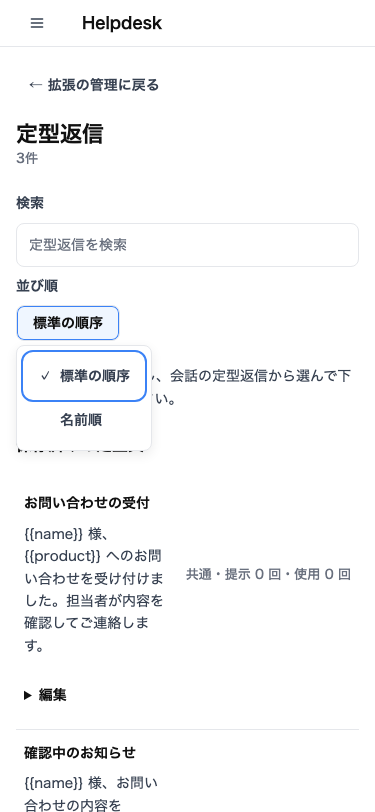 Helpdesk
← 拡張の管理に戻る
定型返信
3件
検索
定型返信を検索
並び順
標準の順序
✓ 標準の順序
名前順
、会話の定型返信から選んで下
さい。
お問い合わせの受付
{{name}} 様、
{{product}} へのお問
い合わせを受け付けま
した。担当者が内容を
確認してご連絡しま
す。
共通・提示 0 回・使用 0 回
▶ 編集
確認中のお知らせ
{{name}} 様、お問い
合わせの内容を